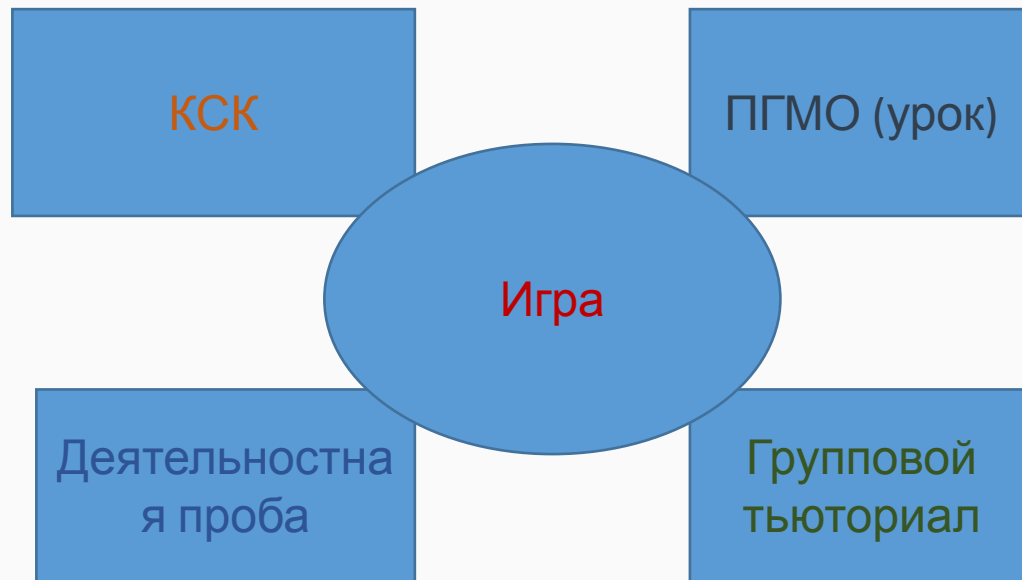 КСК
ПГМО (урок)
Игра
Деятельностна
я проба
Групповой
тьюториал